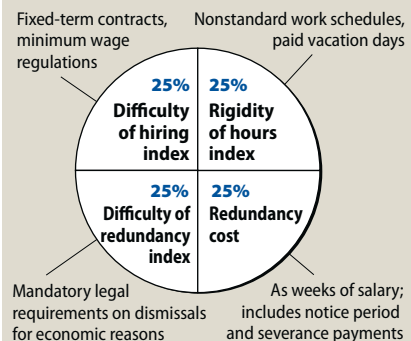 Fixed-term contracts,
minimum wage
regulations
Nonstandard work schedules,
paid vacation days
25%
Difficulty
of hiring
index
25%
Rigidity
of hours
index
25%
Difficulty of
redundancy
index
25%
Redundancy
cost
Mandatory legal
requirements on dismissals
for economic reasons
As weeks of salary;
includes notice period
and severance payments